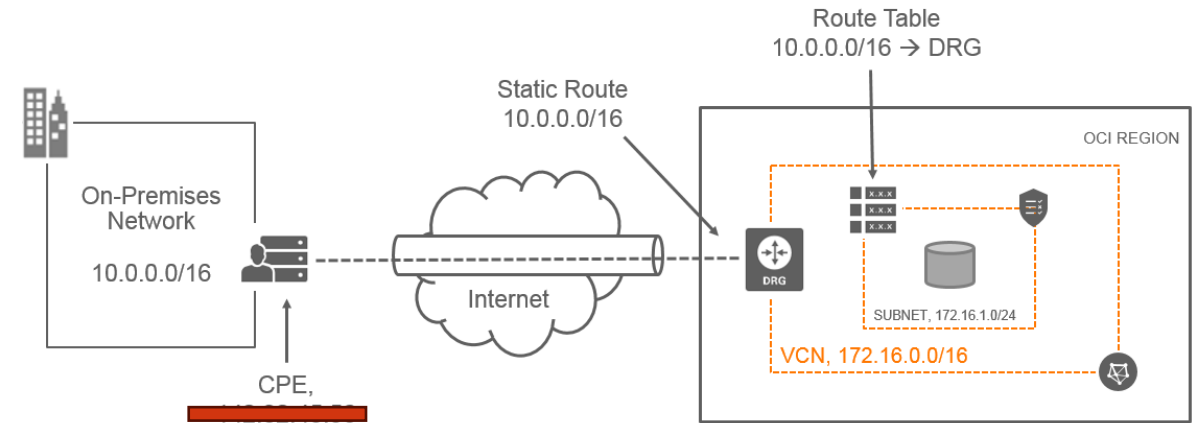 Route Table
10.0.0.0/16 → DRG
Static Route
10.0.0.0/16
OCI REGION
On-Premises
Network
10.0.0.0/16
x.x.x
x.x.x
x.x.x
DRG
Internet
SUBNET, 172.16.1.0/24
VCN, 172.16.0.0/16
CPE,